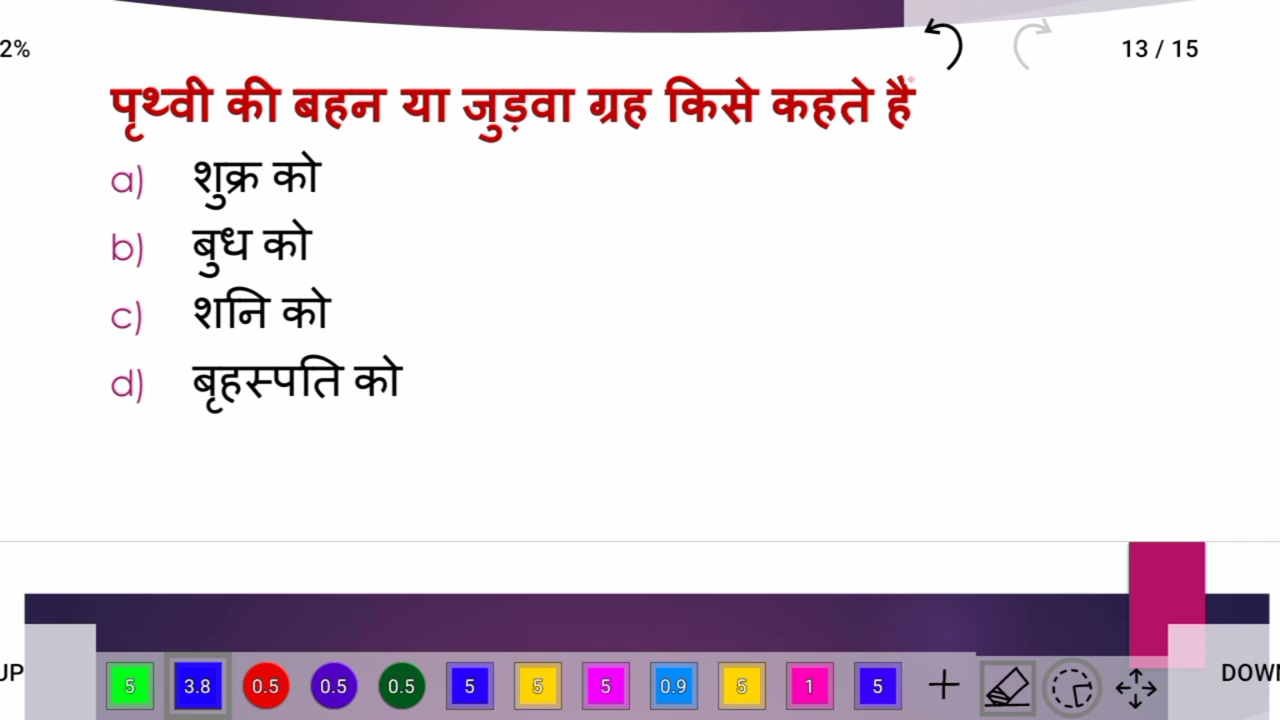 2%
13 / 15
पृथ्वी की बहन या जुड़वा ग्रह किसे कहते हैं
a) शुक्र को
b) बुध को
c) शनि को
d) बृहस्पति को
UP
5 3.8 0.5 0.5 0.5 5 5 5 0.9 5 1 5
DOWN